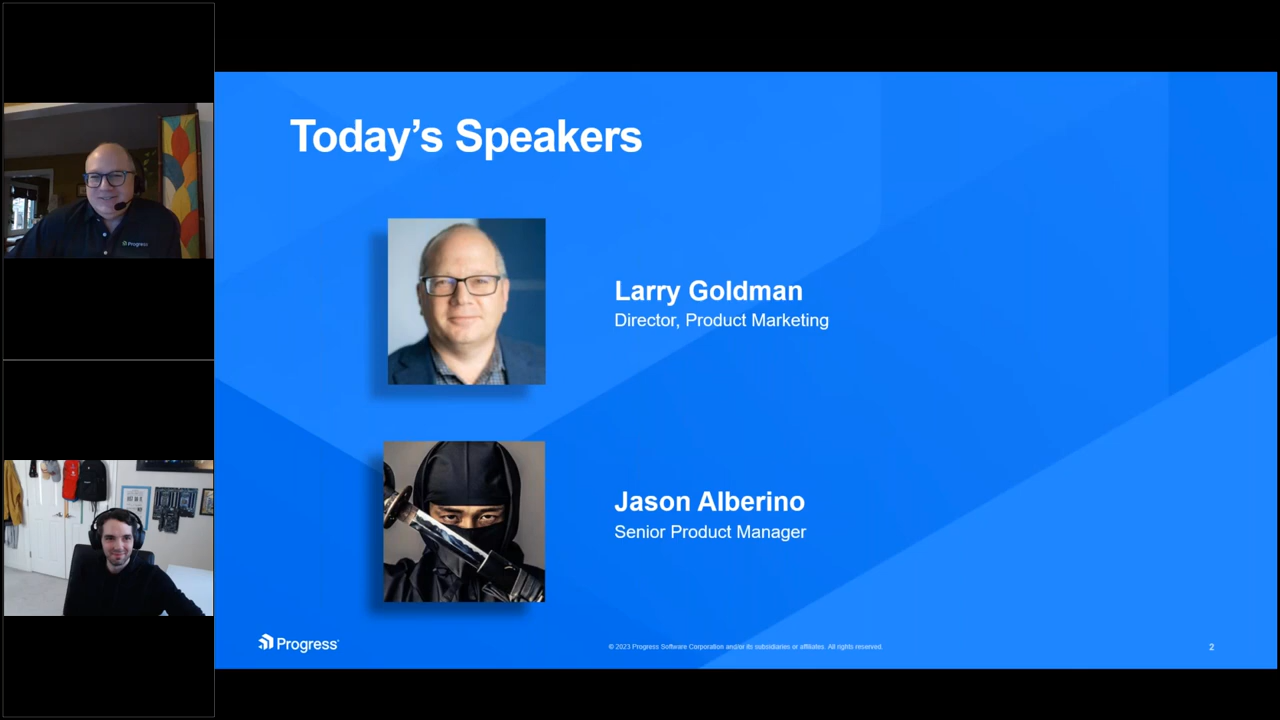 Today's Speakers
Larry Goldman
Director, Product Marketing
Jason Alberino
Senior Product Manager
Progress
© 2023 Progress Software Corporation and/or its subsidiaries or affiliates. All rights reserved.
2
Progress